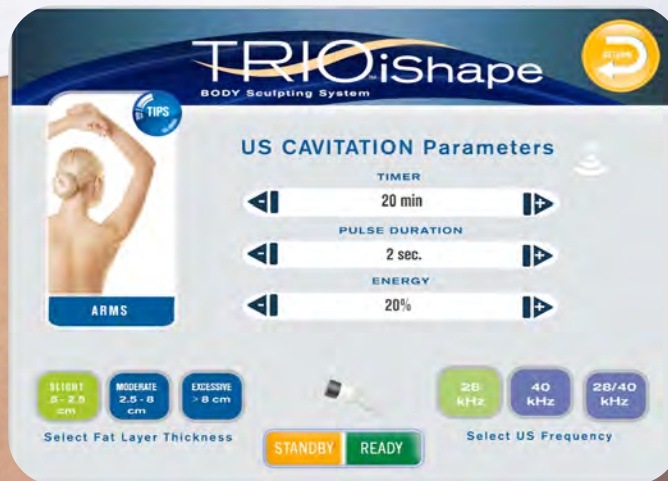 TRIO iShape
TM
BODY Sculpting System
RETURN
TIPS
US CAVITATION Parameters
TIMER
20 min
PULSE DURATION
2 sec.
ENERGY
20%
ARMS
SLIGHT
.5 - 2.5
cm
MODERATE
2.5 - 8
cm
EXCESSIVE
> 8 cm
Select Fat Layer Thickness
STANDBY
READY
28
kHz
40
kHz
28/40
kHz
Select US Frequency